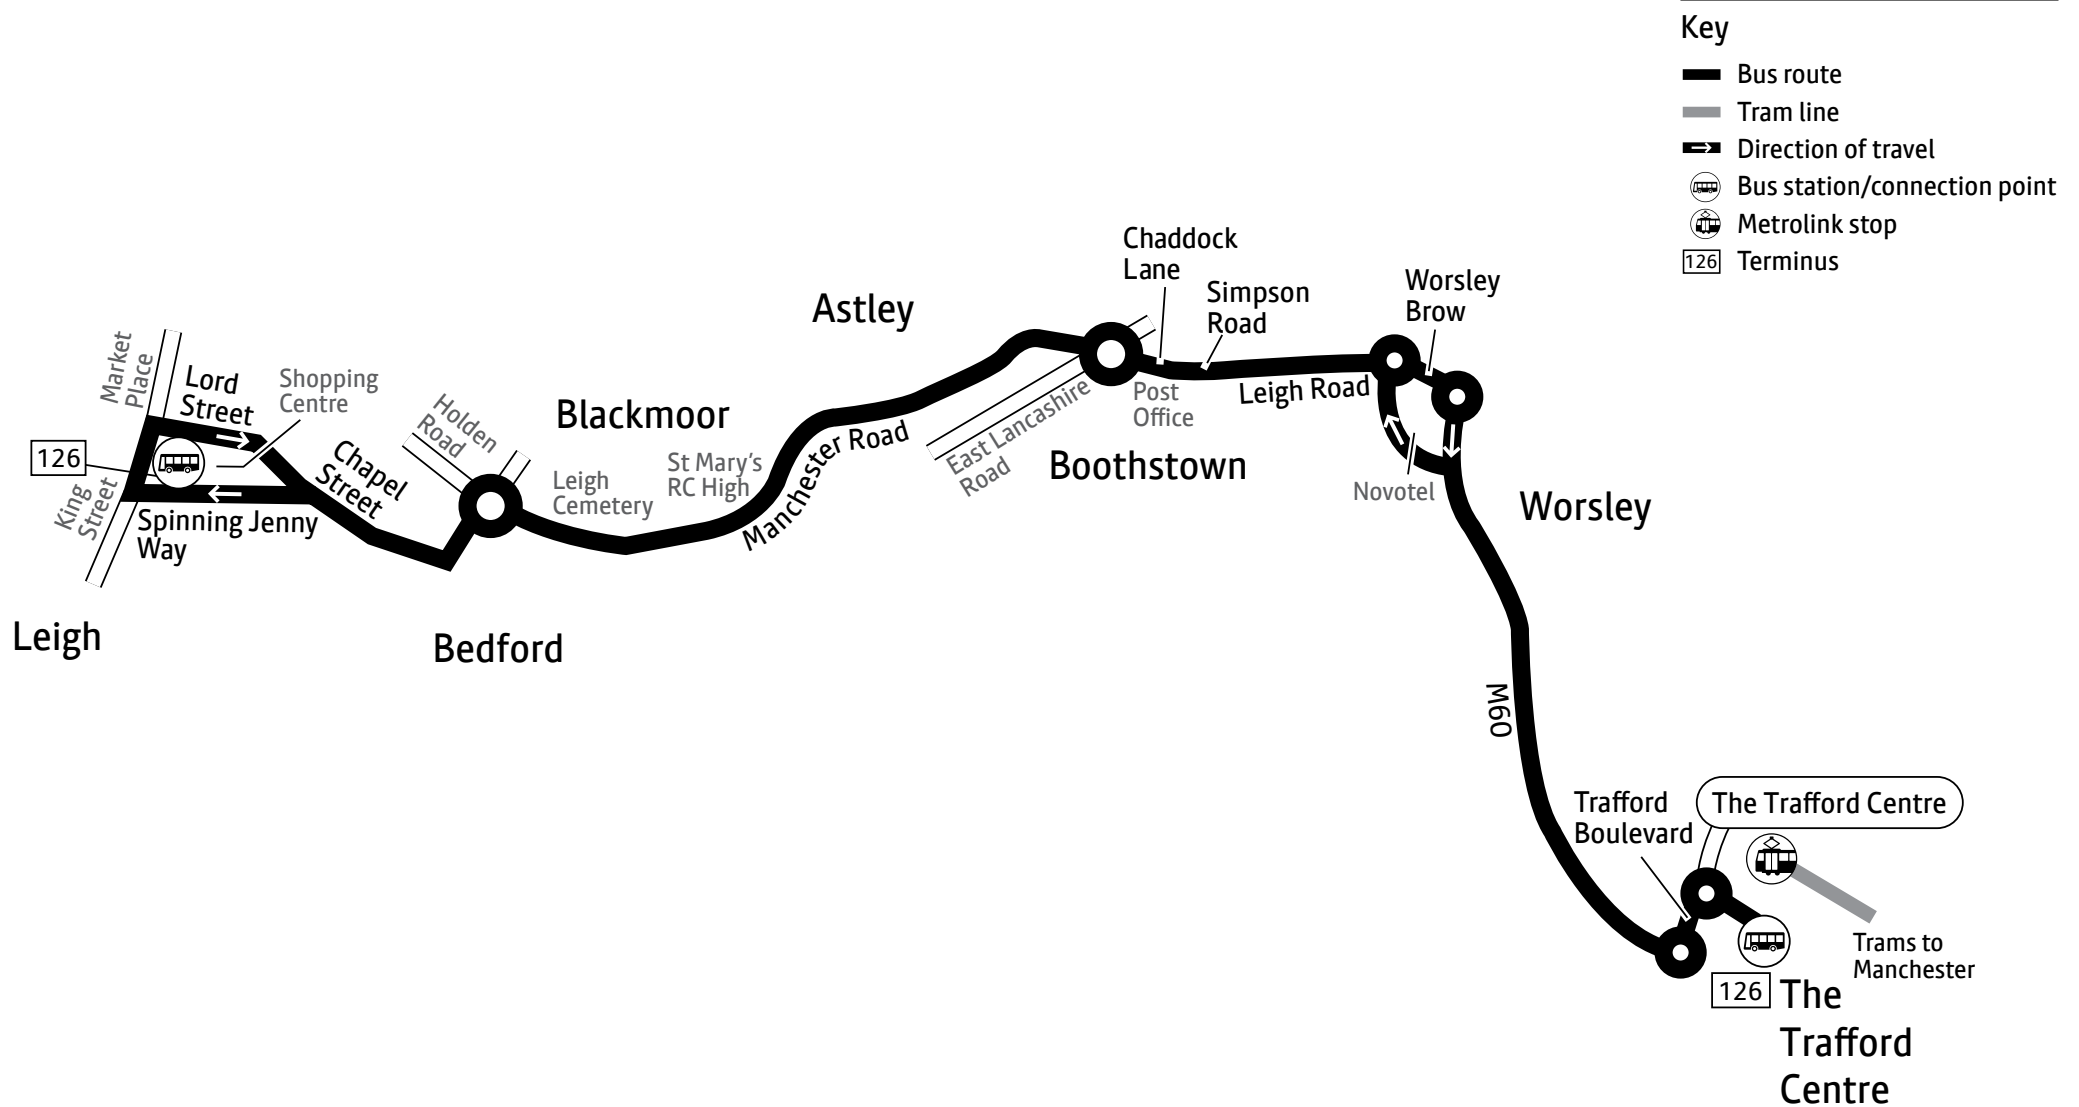 Key
Bus route
Tram line
Direction of travel
Bus station/connection point
Metrolink stop
126 Terminus
Chaddock
Lane
Simpson
Road
Worsley
Brow
Astley
Market
Place
Lord
Street
Shopping
Centre
Holden
Road
Blackmoor
Manchester Road
East Lancashire
Road
Post
Office
Leigh Road
126
Chapel
Street
King
Street
Spinning Jenny
Way
Leigh
Cemetery
St Mary's
RC High
Boothstown
Novotel
Worsley
Leigh
Bedford
M60
Trafford
Boulevard
The Trafford Centre
Trams to
Manchester
126
The
Trafford
Centre